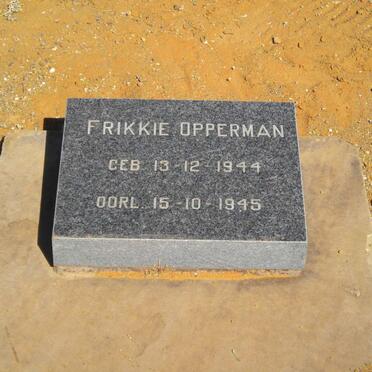 FRIKKIE OPPERMAN
GEB. 13-12-1944
OORL. 15-10-1945